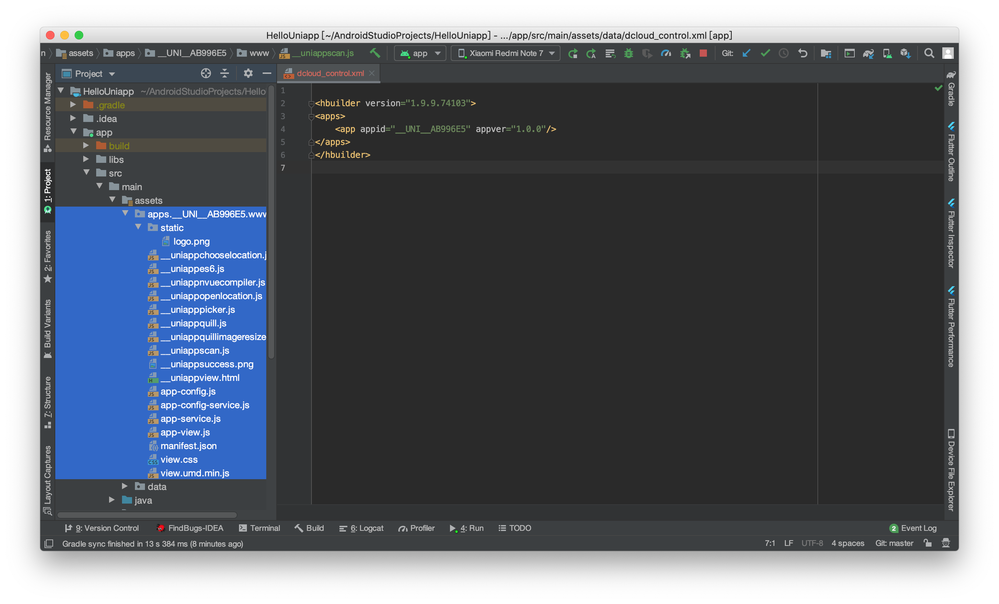 HelloUniapp [~/AndroidStudioProjects/HelloUniapp] - .../app/src/main/assets/data/dcloud_control.xml [app]
n assets apps __UNI__AB996E5 www __uniappscan.js app Xiaomi Redmi Note 7 Git:
Project
dcloud_control.xml
HelloUniapp ~/AndroidStudioProjects/Hello
.gradle
.idea
app
build
libs
src
main
assets
apps.__UNI__AB996E5.www
static
logo.png
__uniappchooselocation.j
__uniappes6.js
__uniappnvuecompiler.js
__uniappopenlocation.js
__uniapppicker.js
__uniappquill.js
__uniappquillimageresize
__uniappscan.js
__uniappsuccess.png
__uniappview.html
app-config.js
app-config-service.js
app-service.js
app-view.js
manifest.json
view.css
view.umd.min.js
data
java
1
2 <hbuilder version="1.9.9.74103">
3 <apps>
4 <app appid="__UNI__AB996E5" appver="1.0.0"/>
5 </apps>
6 </hbuilder>
7
Resource Manager
1: Project
2: Favorites
Build Variants
7: Structure
Layout Captures
Gradle
Flutter Outline
Flutter Inspector
Flutter Performance
Device File Explorer
9: Version Control FindBugs-IDEA Terminal Build 6: Logcat Profiler 4: Run TODO 2 Event Log
Gradle sync finished in 13 s 384 ms (8 minutes ago) 7:1 LF UTF-8 4 spaces Git: master